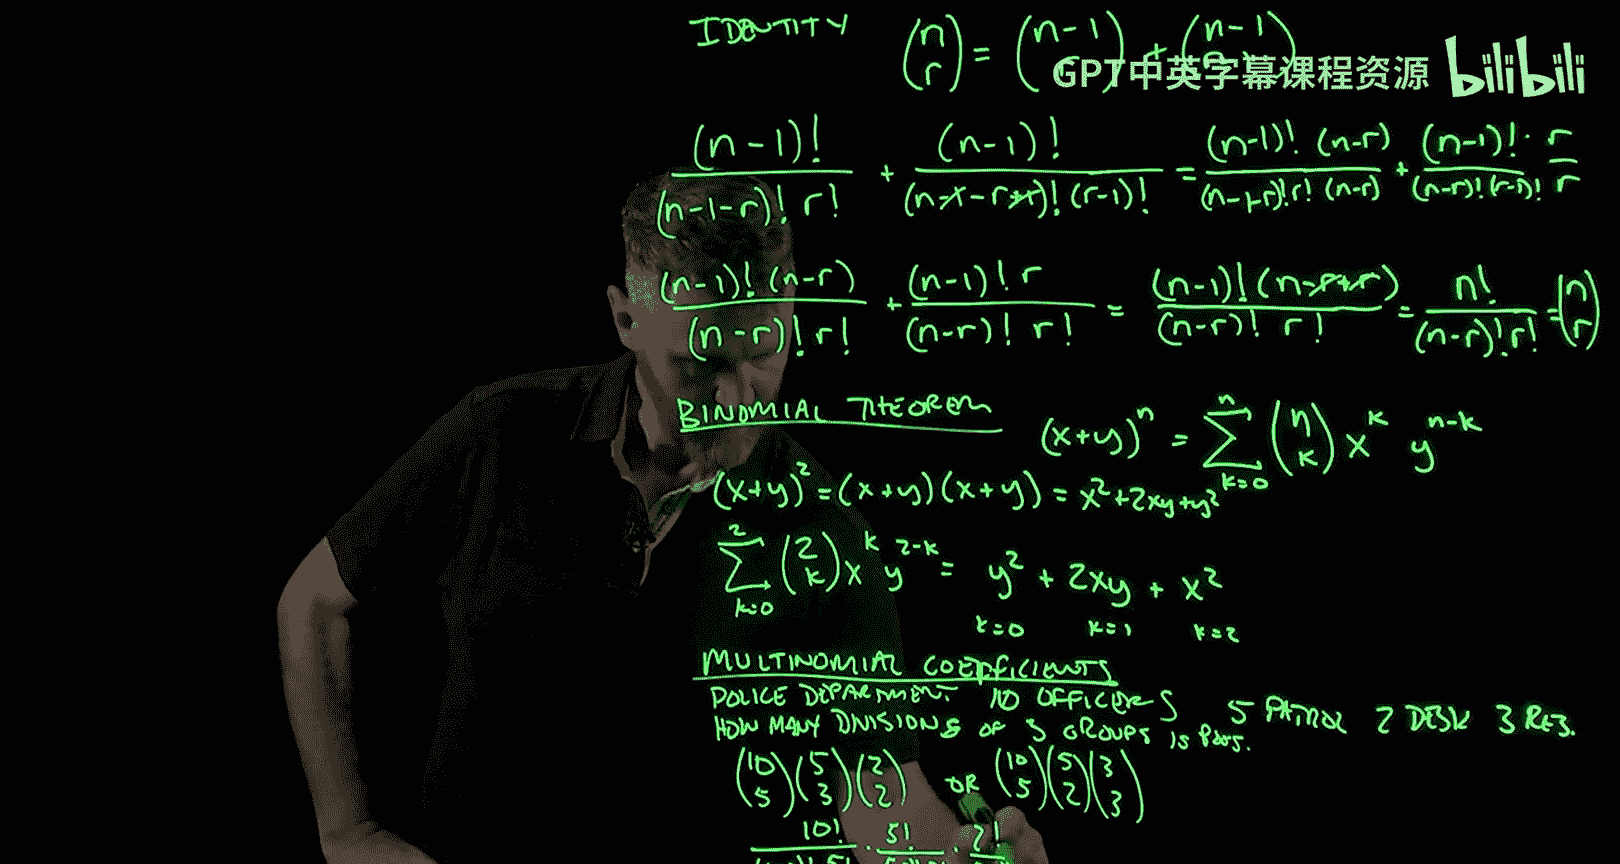 IDENTITY (n r) = (n-1 r) + (n-1
GPT中英字幕课程资源 bilibili
(n-1)! / (n-1-r)! r! + (n-1)! / (n-1-r+1)! (r-1)! = (n-1)! (n-r) / (n-1-r)! r! (n-r) + (n-1)! · r / (n-r)! (r-1)! r
(n-1)! (n-r) / (n-r)! r! + (n-1)! r / (n-r)! r! = (n-1)! (n-r+r) / (n-r)! r! = n! / (n-r)! r! = (n r)
BINOMIAL THEOREM (x+y)^n = ∑_{k=0}^{n} (n k) x^k y^{n-k}
(x+y)^2 = (x+y)(x+y) = x^2+2xy+y^2
∑_{k=0}^{2} (2 k) x^k y^{2-k} = y^2 + 2xy + x^2
k=0 k=1 k=2
MULTINOMIAL COEFFICIENTS
POLICE DEPARTMENT 10 OFFICERS 5 PATROL 2 DESK 3 RES.
HOW MANY DIVISIONS OF 3 GROUPS IS POSS.
(10 5)(5 3)(2 2) OR (10 5)(5 2)(3 3)
10! · 5! · 2!